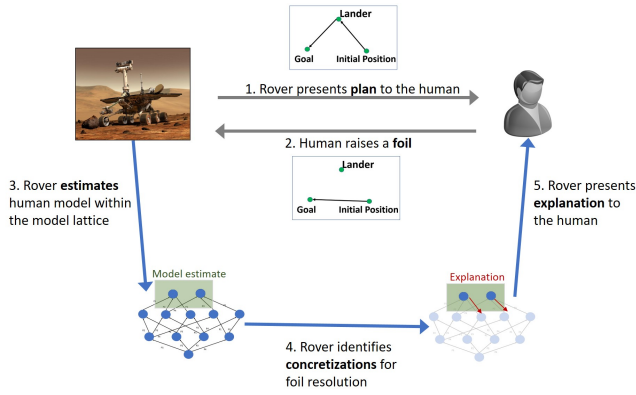 Lander
Goal
Initial Position
1. Rover presents plan to the human
2. Human raises a foil
Lander
Goal
Initial Position
3. Rover estimates
human model within
the model lattice
5. Rover presents
explanation to
the human
Model estimate
Explanation
4. Rover identifies
concretizations for
foil resolution